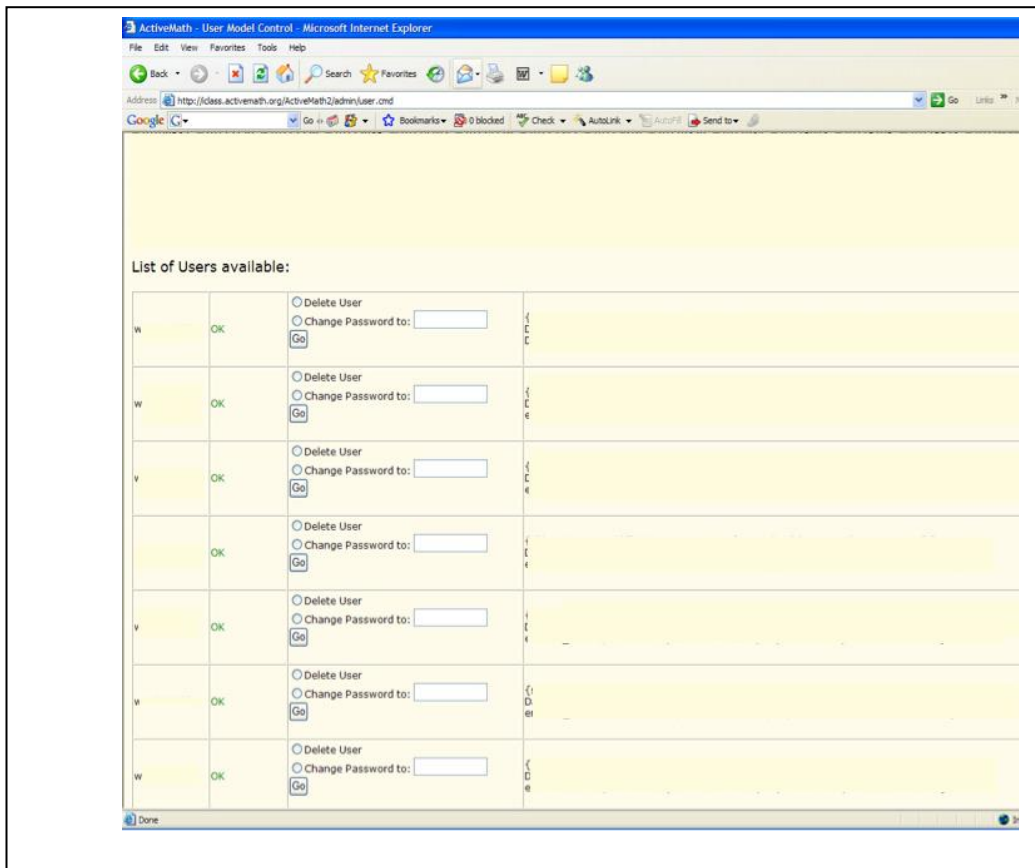 ActiveMath - User Model Control - Microsoft Internet Explorer
File Edit View Favorites Tools Help
Back Search Favorites
Address http://iclass.activemath.org/ActiveMath2/admin/user.cmd Go Links »
Google G Go Bookmarks 0 blocked Check AutoLink AutoFill Send to
List of Users available:
Delete User
Change Password to:
w OK {
Go
Delete User
Change Password to:
w OK {
Go
Delete User
Change Password to:
v OK {
Go
Delete User
Change Password to:
OK {
Go
Delete User
Change Password to:
v OK {
Go
Delete User
Change Password to:
w OK {
Go
Delete User
Change Password to:
w OK {
Go
Done